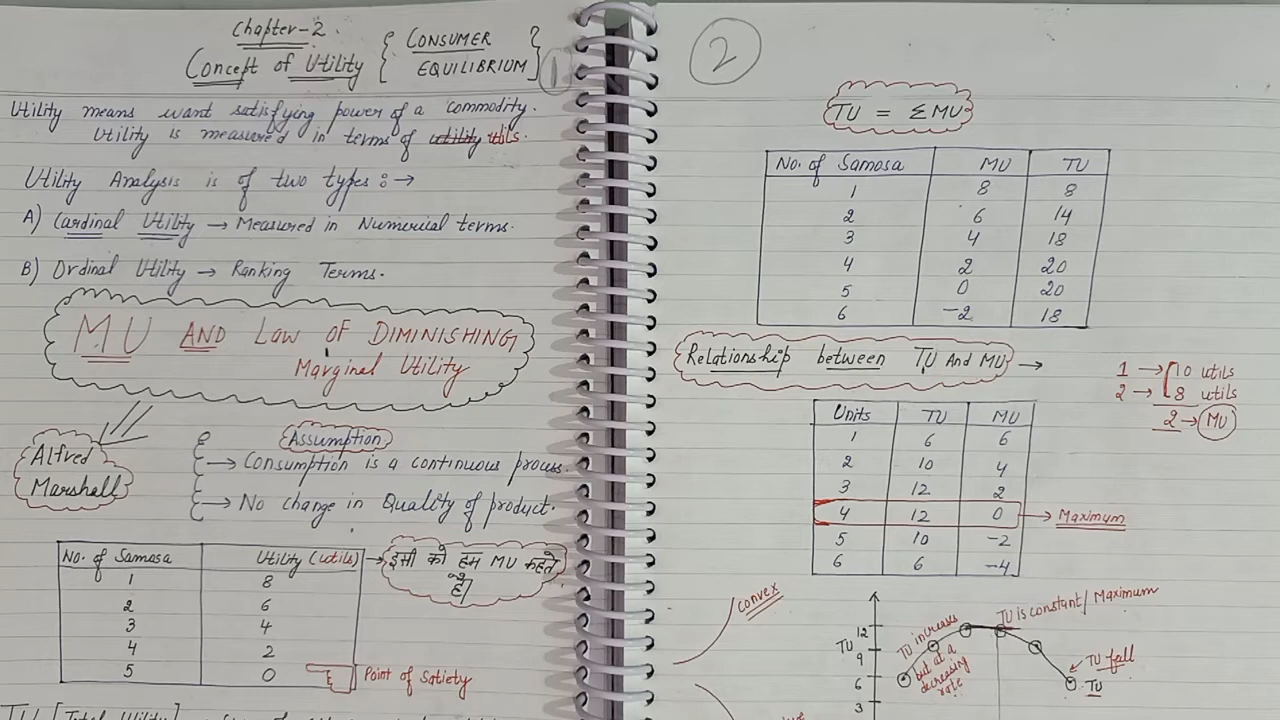 Chapter-2.
Concept of Utility { CONSUMER EQUILIBRIUM }
1
Utility means want satisfying power of a commodity.
Utility is measured in terms of utility utils.
Utility Analysis is of two types :→
A) Cardinal Utility → Measured in Numerical terms.
B) Ordinal Utility → Ranking Terms.
MU AND Law OF DIMINISHING
Marginal Utility
Alfred
Marshall
Assumption
→ Consumption is a continuous process.
→ No change in Quality of product.
No. of Samosa Utility (utils) → इसी को हम MU कहते
है।
1 8
2 6
3 4
4 2
5 0 Point of Satiety
TU [Total Utility]
2
TU = ΣMU
No. of Samosa MU TU
1 8 8
2 6 14
3 4 18
4 2 20
5 0 20
6 -2 18
Relationship between TU And MU →
1 → 10 utils
2 → 8 utils
2 → MU
Units TU MU
1 6 6
2 10 4
3 12 2
4 12 0 → Maximum
5 10 -2
6 6 -4
convex
TU
12
9
6
3
TU increases
but at a
decreasing
rate
TU is constant/ Maximum
TU fall
TU